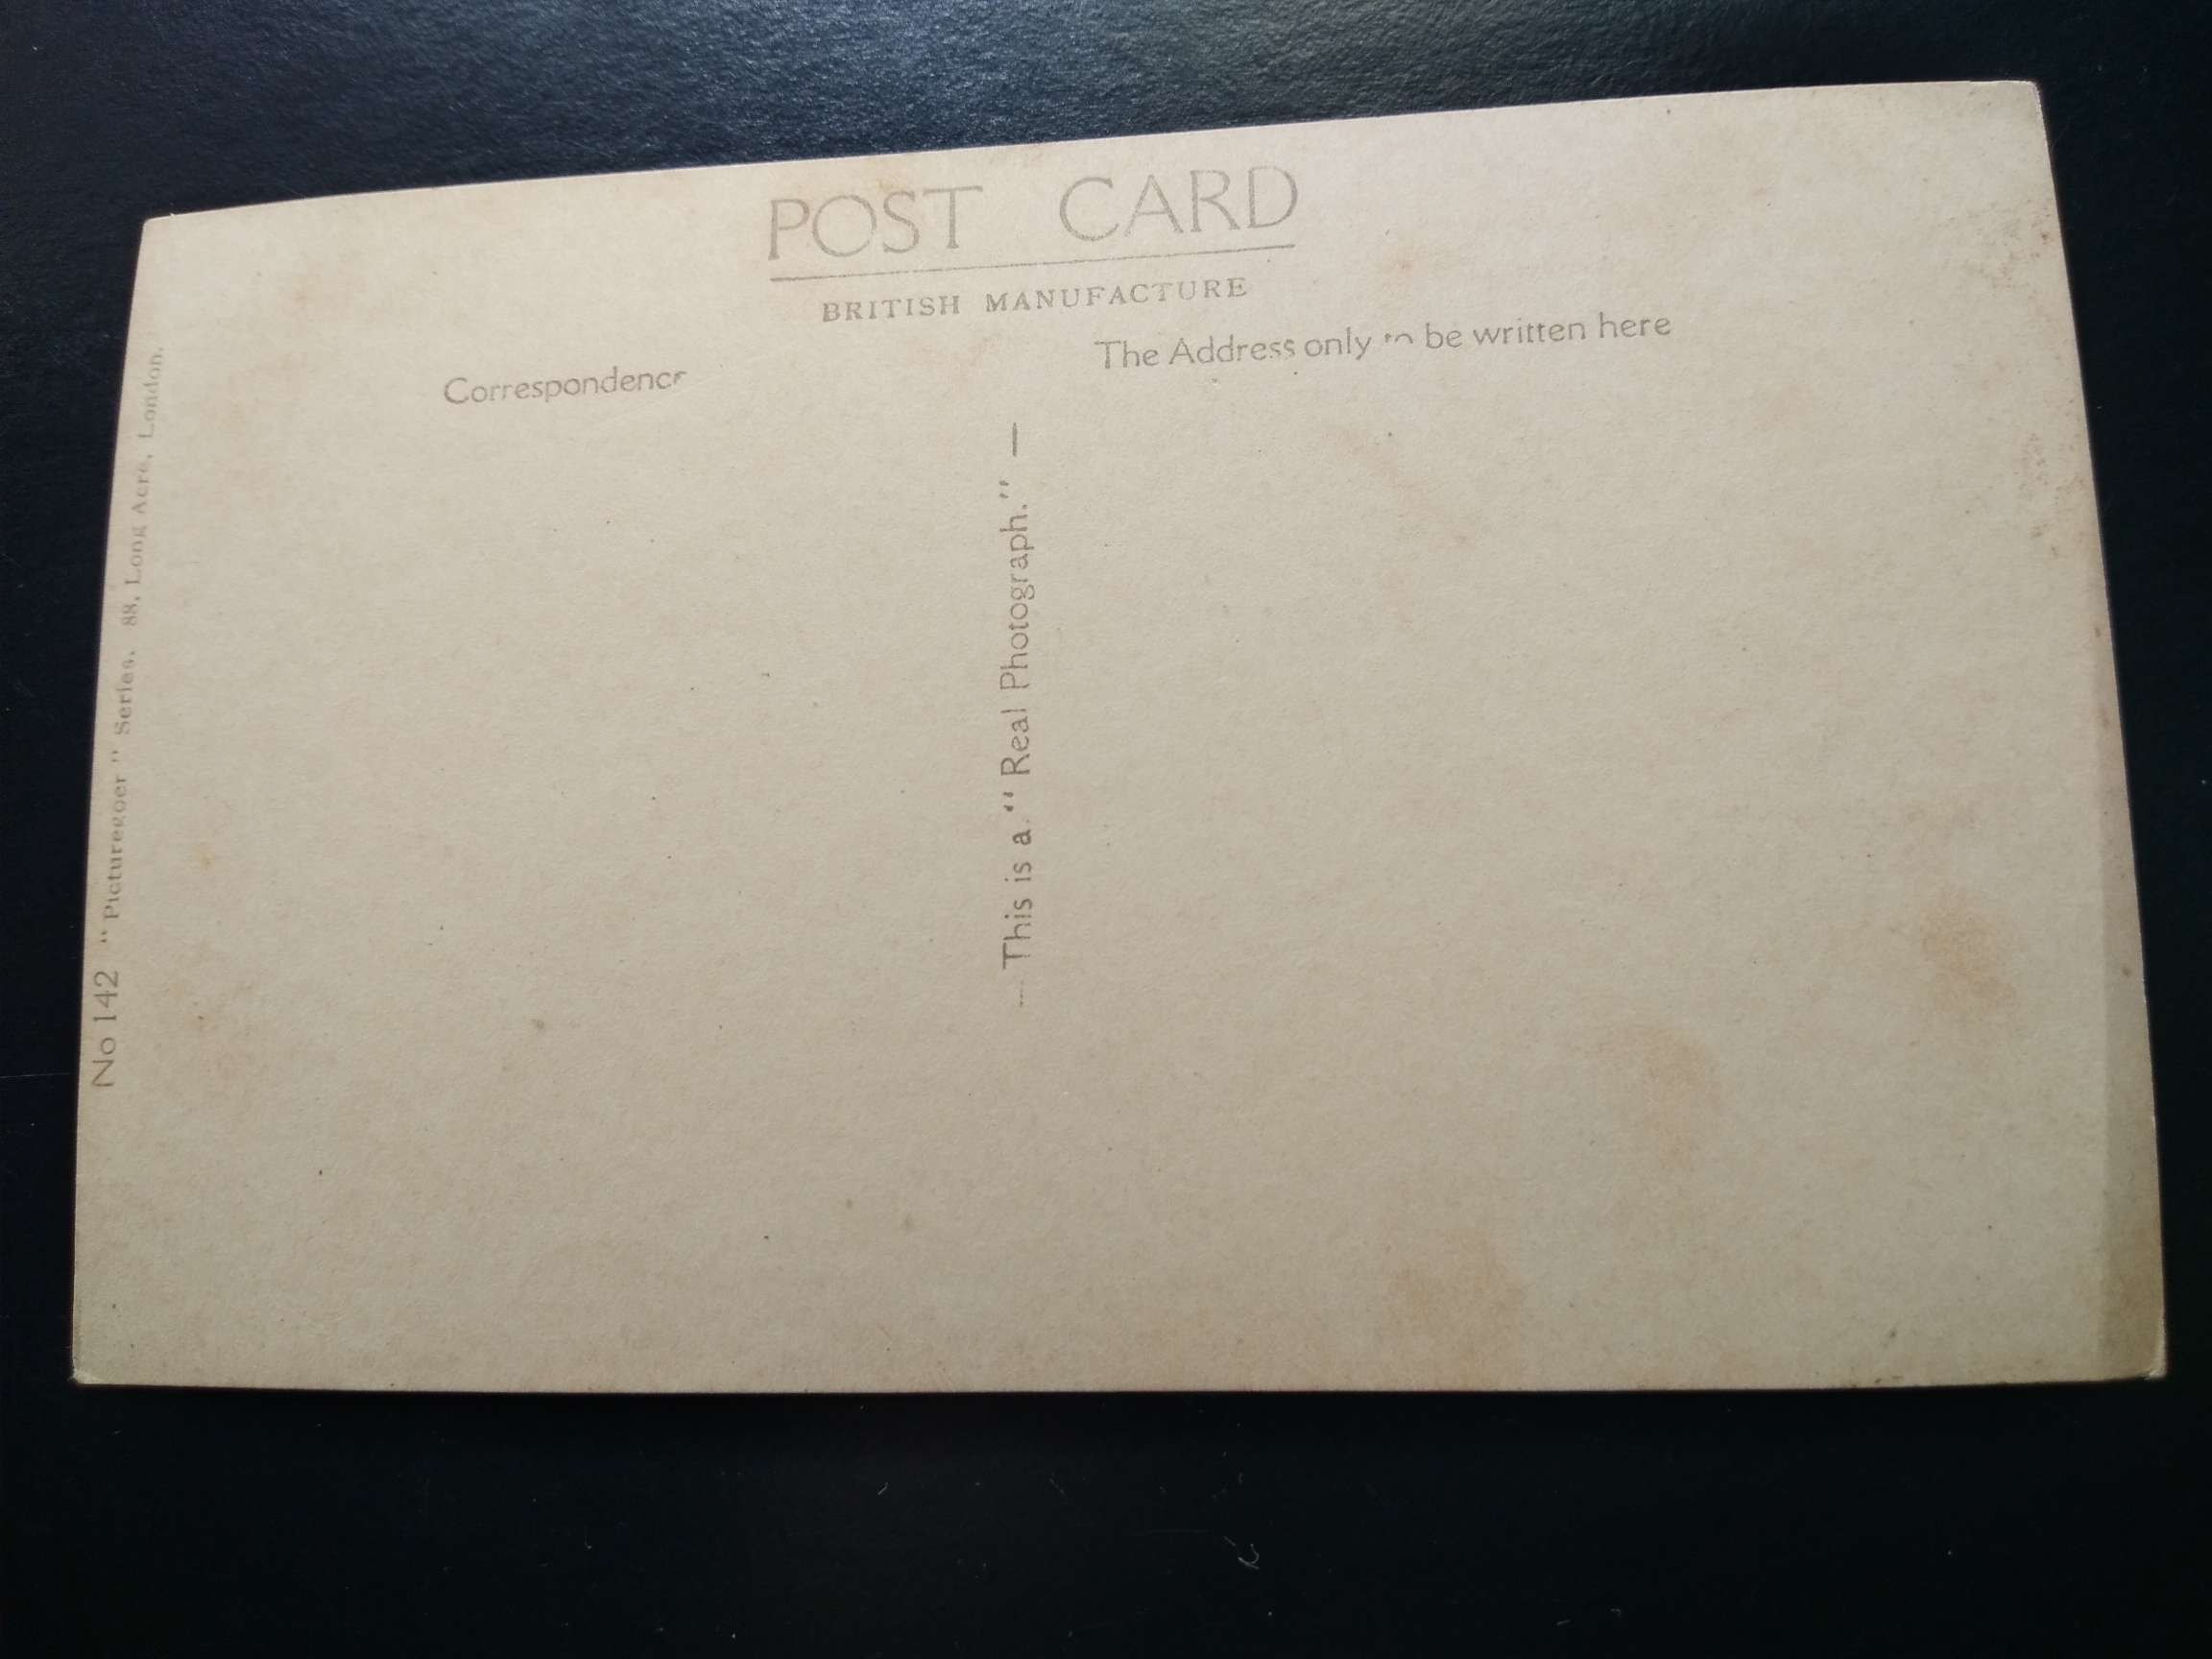 POST CARD
BRITISH MANUFACTURE
Correspondence
The Address only to be written here
— This is a "Real Photograph." —
No 142 "Picturegoer" Series. 88, Long Acre, London.